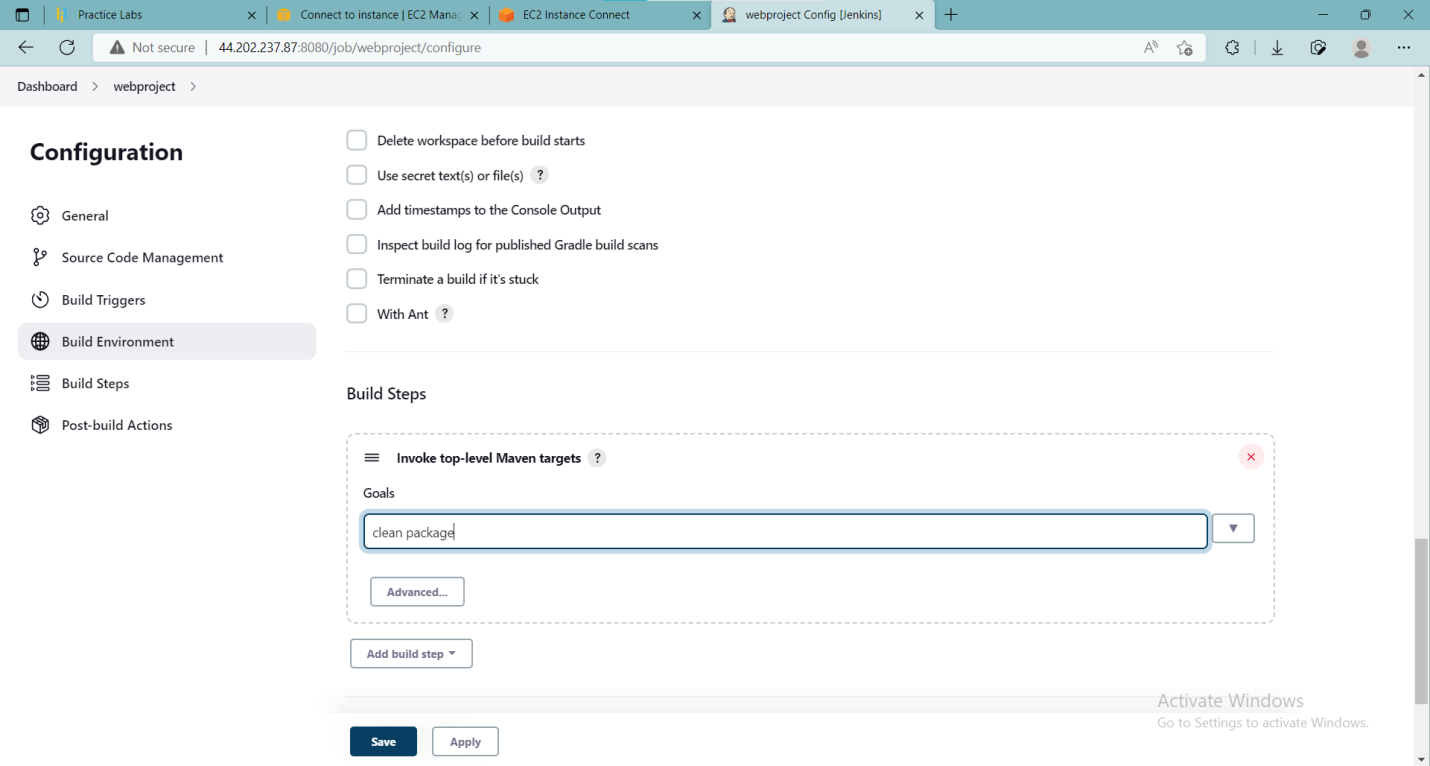 Practice Labs
Connect to instance | EC2 Manag
EC2 Instance Connect
webproject Config [Jenkins]
Not secure | 44.202.237.87:8080/job/webproject/configure
Dashboard > webproject >
Configuration
General
Source Code Management
Build Triggers
Build Environment
Build Steps
Post-build Actions
Delete workspace before build starts
Use secret text(s) or file(s) ?
Add timestamps to the Console Output
Inspect build log for published Gradle build scans
Terminate a build if it's stuck
With Ant ?
Build Steps
Invoke top-level Maven targets ?
Goals
clean package
Advanced...
Add build step
Save
Apply
Activate Windows
Go to Settings to activate Windows.